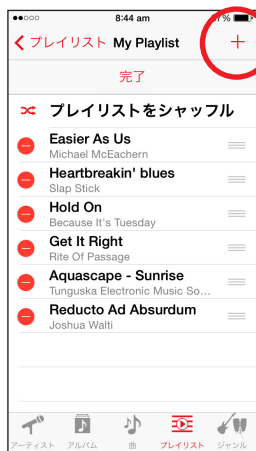 8:44 am
7%
プレイリスト My Playlist
完了
プレイリストをシャッフル
Easier As Us
Michael McEachern
Heartbreakin' blues
Slap Stick
Hold On
Because It's Tuesday
Get It Right
Rite Of Passage
Aquascape - Sunrise
Tunguska Electronic Music So...
Reducto Ad Absurdum
Joshua Walti
アーティスト アルバム 曲 プレイリスト ジャンル